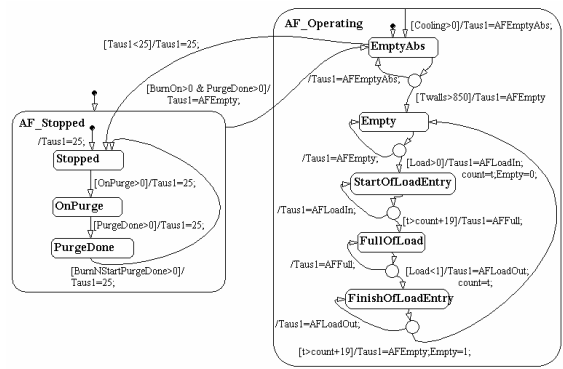 AF_Operating
[Cooling>0]/Taus1=AFEmptyAbs;
EmptyAbs
[Taus1<25]/Taus1=25;
/Taus1=AFEmptyAbs;
[BurnOn>0 & PurgeDone>0]/
Taus1=AFEmpty;
[Twalls>850]/Taus1=AFEmpty
AF_Stopped
Empty
/Taus1=25;
Stopped
/Taus1=AFEmpty;
[Load>0]/Taus1=AFLoadIn;
count=t;Empty=0;
[OnPurge>0]/Taus1=25;
StartOfLoadEntry
OnPurge
/Taus1=AFLoadIn;
[t>count+19]/Taus1=AFFull;
[PurgeDone>0]/Taus1=25;
PurgeDone
FullOfLoad
/Taus1=AFFull;
[BurnNStartPurgeDone>0]/
Taus1=25;
[Load<1]/Taus1=AFLoadOut;
count=t;
FinishOfLoadEntry
/Taus1=AFLoadOut;
[t>count+19]/Taus1=AFEmpty;Empty=1;